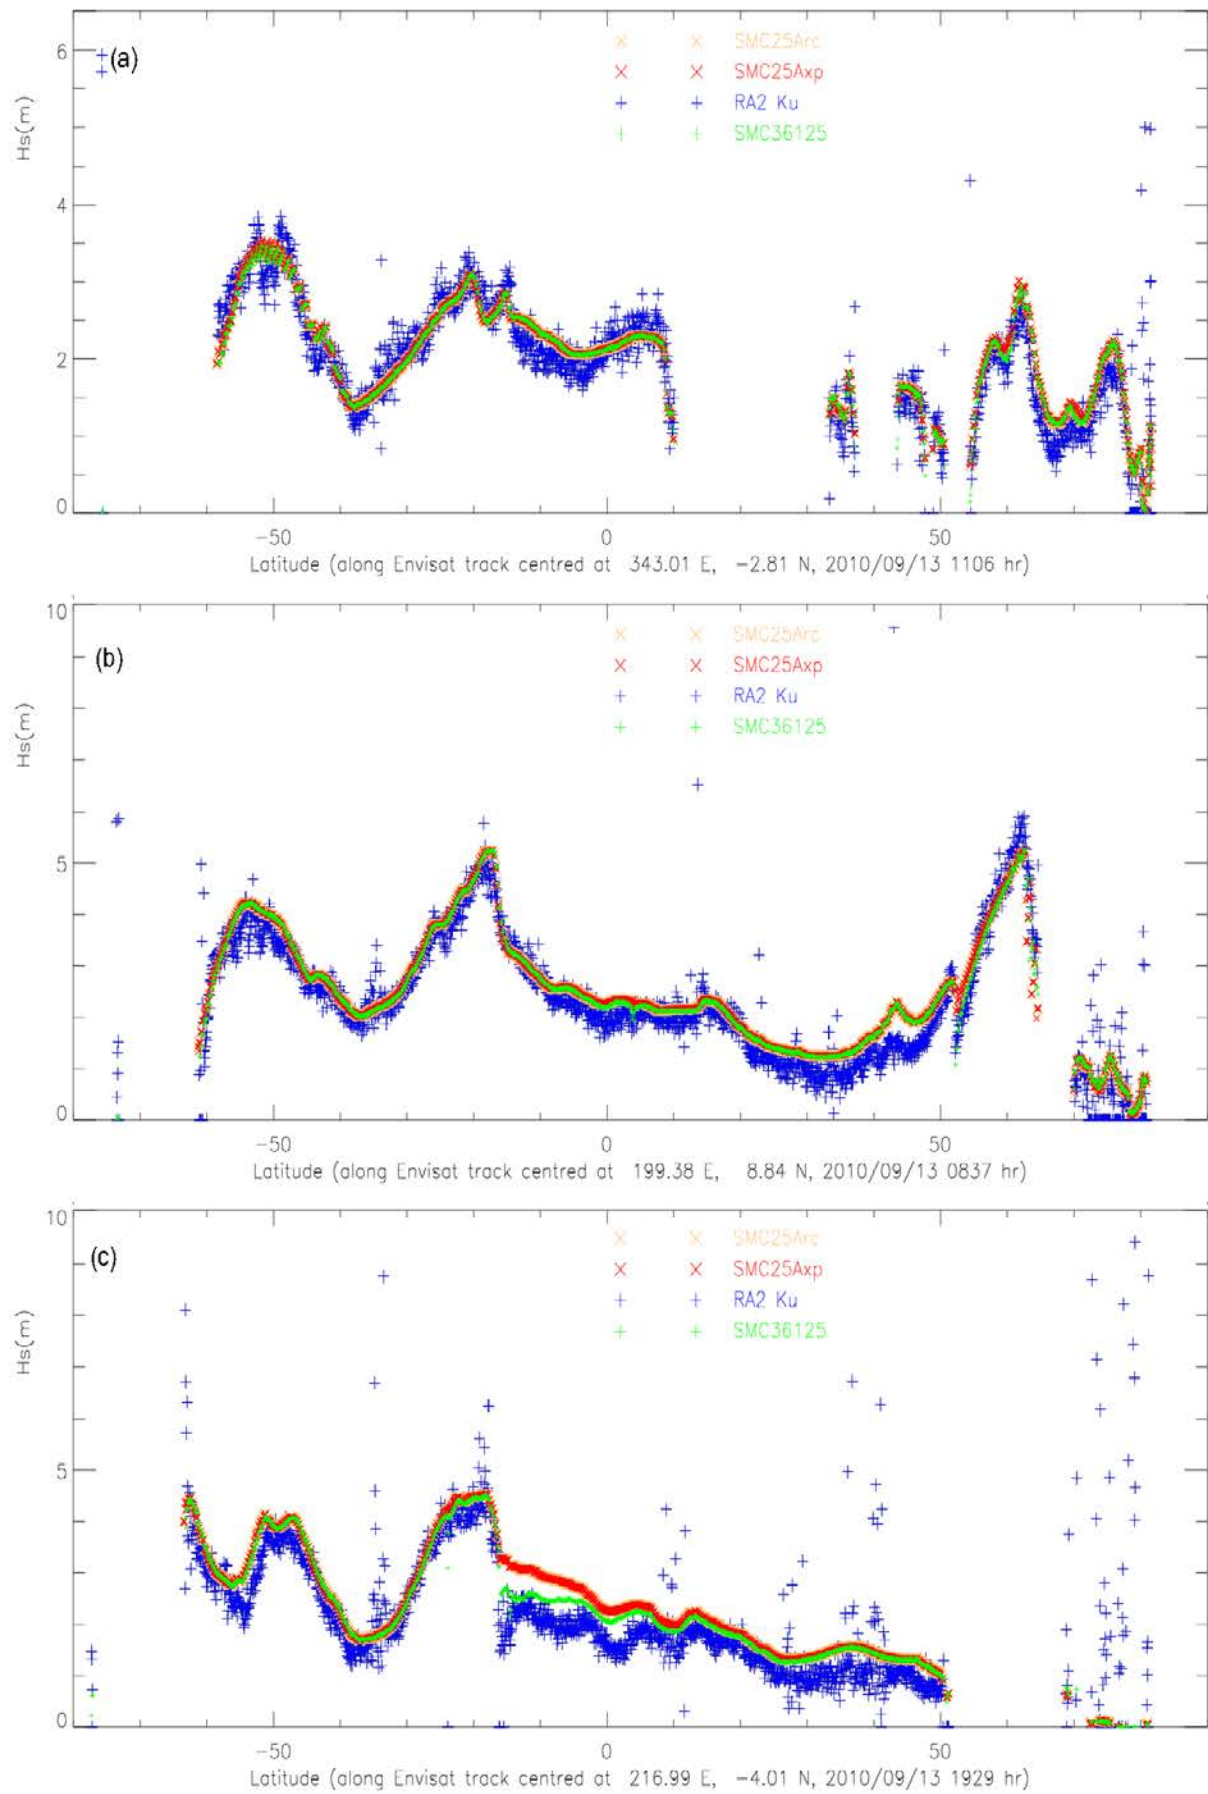 (a)
Hs(m)
6
4
2
0
SMC25Arc
SMC25Axp
RA2 Ku
SMC36125
−50 0 50
Latitude (along Envisat track centred at 343.01 E, −2.81 N, 2010/09/13 1106 hr)
(b)
Hs(m)
10
5
0
SMC25Arc
SMC25Axp
RA2 Ku
SMC36125
−50 0 50
Latitude (along Envisat track centred at 199.38 E, 8.84 N, 2010/09/13 0837 hr)
(c)
Hs(m)
10
5
0
SMC25Arc
SMC25Axp
RA2 Ku
SMC36125
−50 0 50
Latitude (along Envisat track centred at 216.99 E, −4.01 N, 2010/09/13 1929 hr)